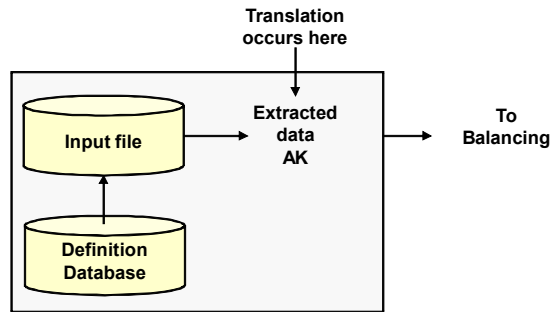 Translation
occurs here
Extracted
data
AK
To
Balancing
Input file
Definition
Database